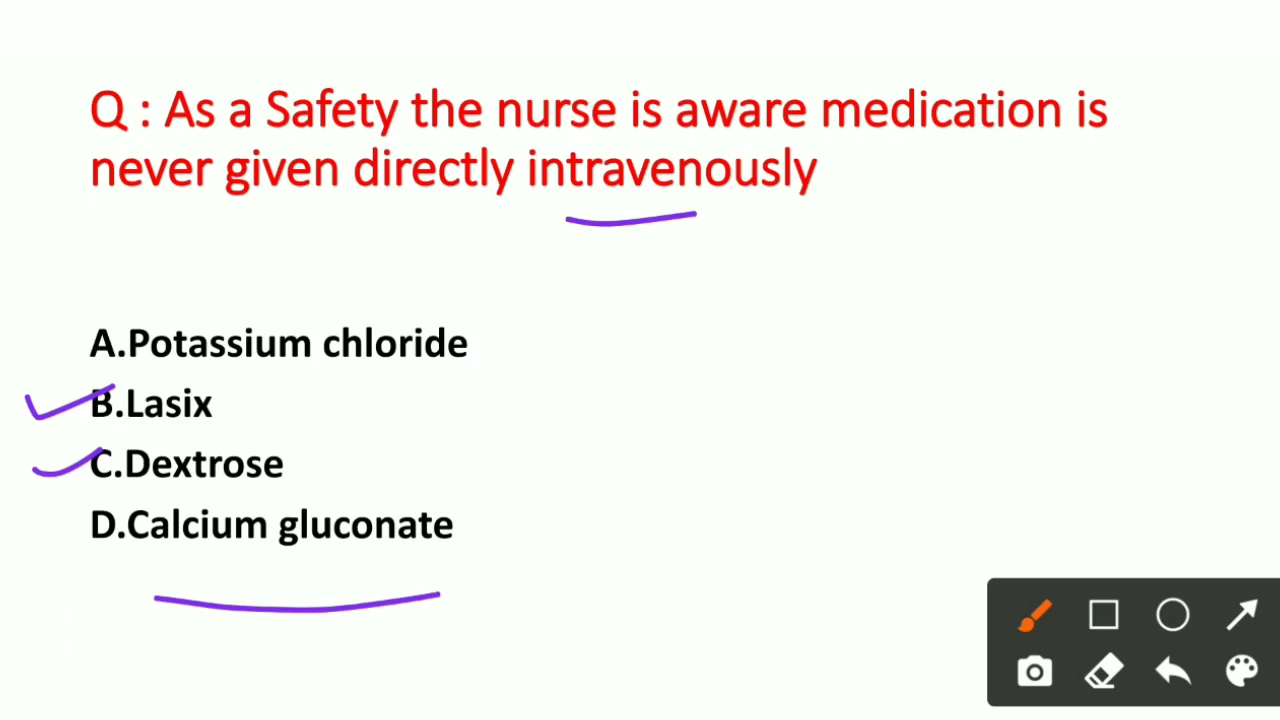 Q : As a Safety the nurse is aware medication is
never given directly intravenously
A.Potassium chloride
B.Lasix
C.Dextrose
D.Calcium gluconate